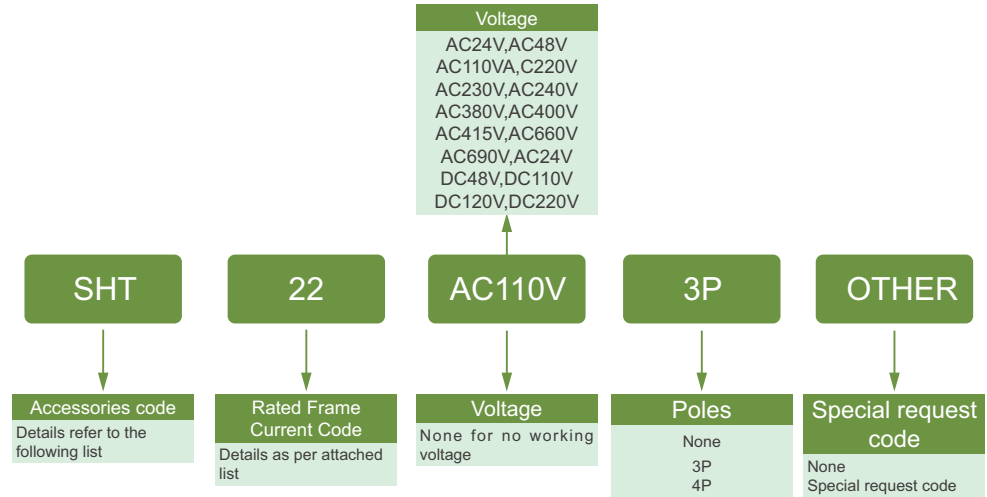 Voltage
AC24V,AC48V
AC110VA,C220V
AC230V,AC240V
AC380V,AC400V
AC415V,AC660V
AC690V,AC24V
DC48V,DC110V
DC120V,DC220V
SHT
22
AC110V
3P
OTHER
Accessories code
Details refer to the
following list
Rated Frame
Current Code
Details as per attached
list
Voltage
None for no working
voltage
Poles
None
3P
4P
Special request
code
None
Special request code